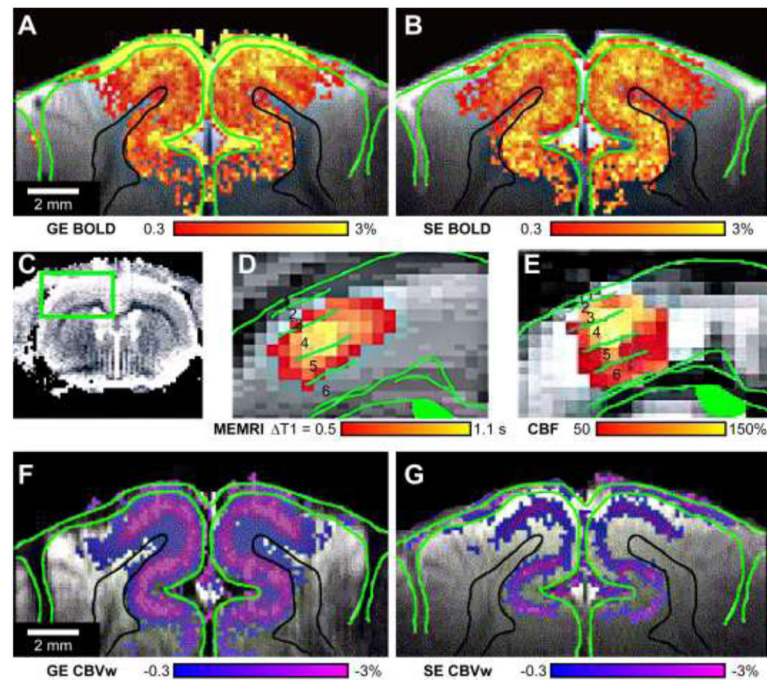 A B
2 mm
GE BOLD 0.3 3% SE BOLD 0.3 3%
C D E
1
2
3
4
5
6
1
2
3
4
5
6
MEMRI ΔT1 = 0.5 1.1 s CBF 50 150%
F G
2 mm
GE CBVw -0.3 -3% SE CBVw -0.3 -3%